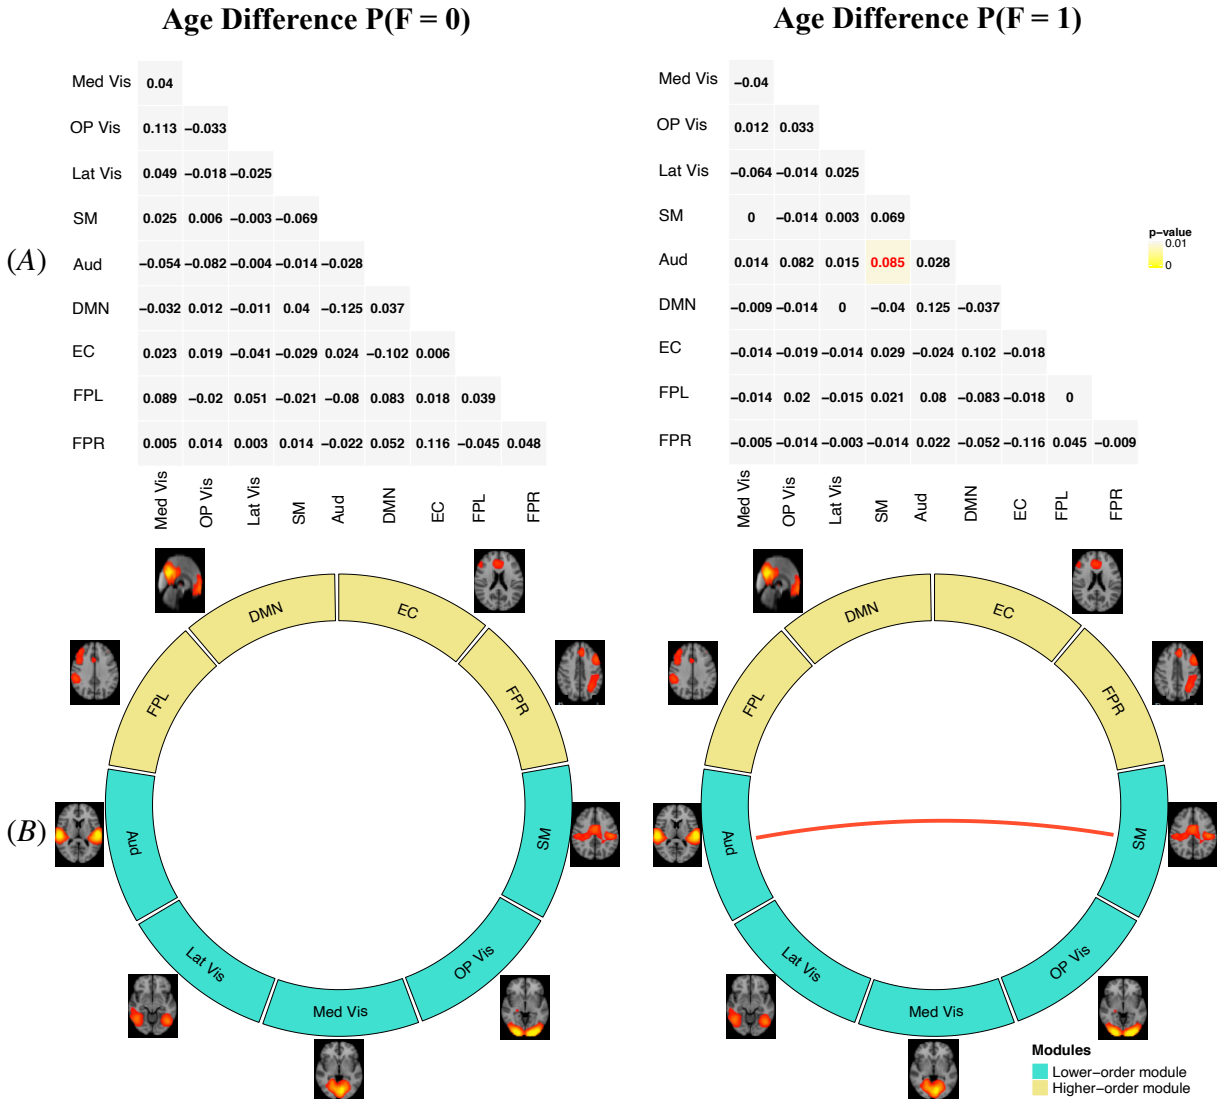 Age Difference P(F = 0)
Age Difference P(F = 1)
(A)
Med Vis 0.04
OP Vis 0.113 −0.033
Lat Vis 0.049 −0.018 −0.025
SM 0.025 0.006 −0.003 −0.069
Aud −0.054 −0.082 −0.004 −0.014 −0.028
DMN −0.032 0.012 −0.011 0.04 −0.125 0.037
EC 0.023 0.019 −0.041 −0.029 0.024 −0.102 0.006
FPL 0.089 −0.02 0.051 −0.021 −0.08 0.083 0.018 0.039
FPR 0.005 0.014 0.003 0.014 −0.022 0.052 0.116 −0.045 0.048
Med Vis OP Vis Lat Vis SM Aud DMN EC FPL FPR
Med Vis −0.04
OP Vis 0.012 0.033
Lat Vis −0.064 −0.014 0.025
SM 0 −0.014 0.003 0.069
Aud 0.014 0.082 0.015 0.085 0.028
DMN −0.009 −0.014 0 −0.04 0.125 −0.037
EC −0.014 −0.019 −0.014 0.029 −0.024 0.102 −0.018
FPL −0.014 0.02 −0.015 0.021 0.08 −0.083 −0.018 0
FPR −0.005 −0.014 −0.003 −0.014 0.022 −0.052 −0.116 0.045 −0.009
Med Vis OP Vis Lat Vis SM Aud DMN EC FPL FPR
p−value
0.01
0
(B)
DMN
EC
FPL
FPR
Aud
SM
Lat Vis
OP Vis
Med Vis
DMN
EC
FPL
FPR
Aud
SM
Lat Vis
OP Vis
Med Vis
Modules
Lower−order module
Higher−order module